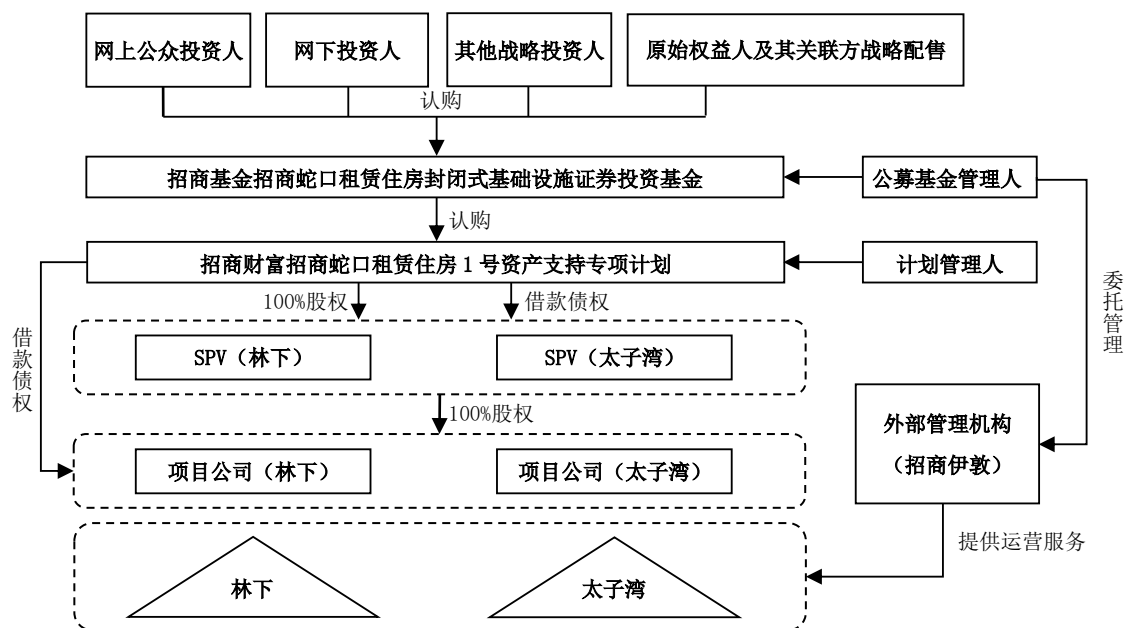 网上公众投资人
网下投资人
其他战略投资人
原始权益人及其关联方战略配售
认购
招商基金招商蛇口租赁住房封闭式基础设施证券投资基金
公募基金管理人
认购
招商财富招商蛇口租赁住房1号资产支持专项计划
计划管理人
委托管理
100%股权
借款债权
借款债权
SPV（林下）
SPV（太子湾）
100%股权
外部管理机构
（招商伊敦）
项目公司（林下）
项目公司（太子湾）
提供运营服务
林下
太子湾